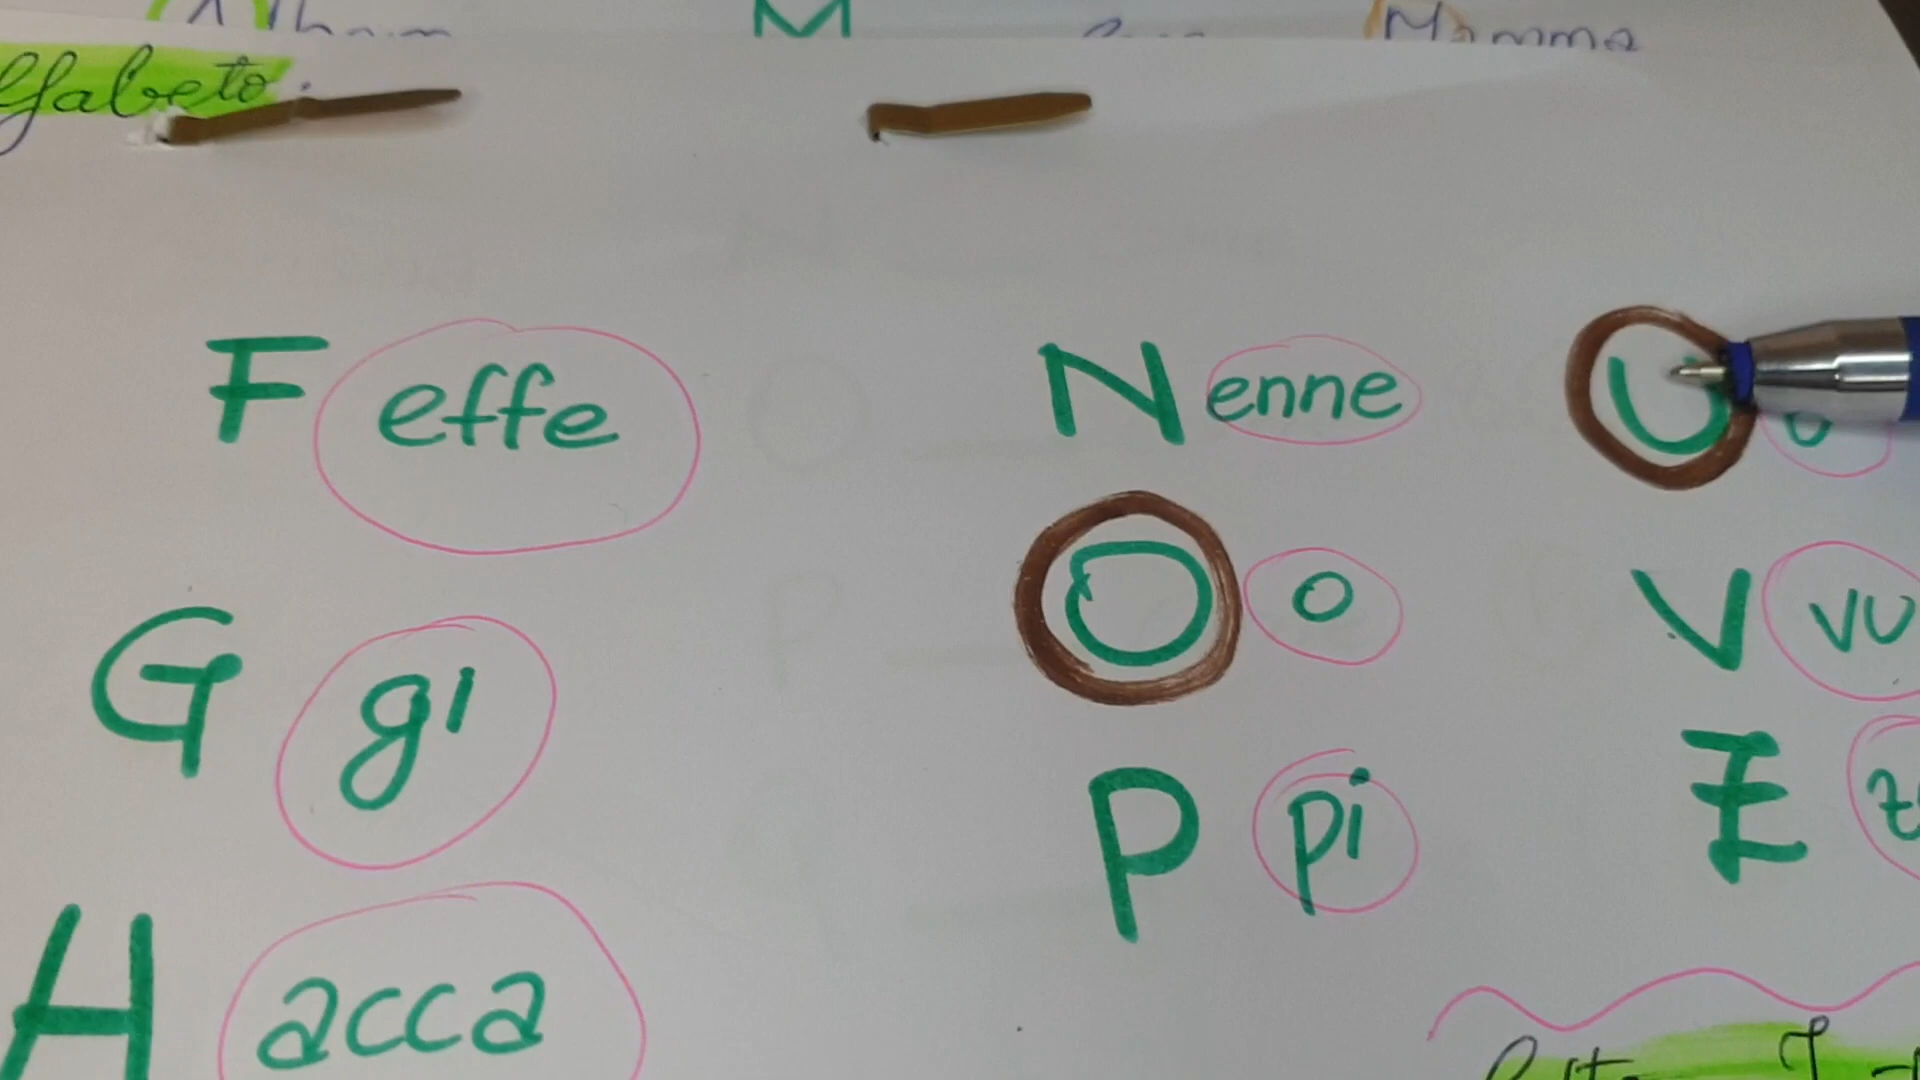 M Mamma
lfabeto.
F effe
G gi
H acca
N enne
O o
P pi
U u
V vu
Z